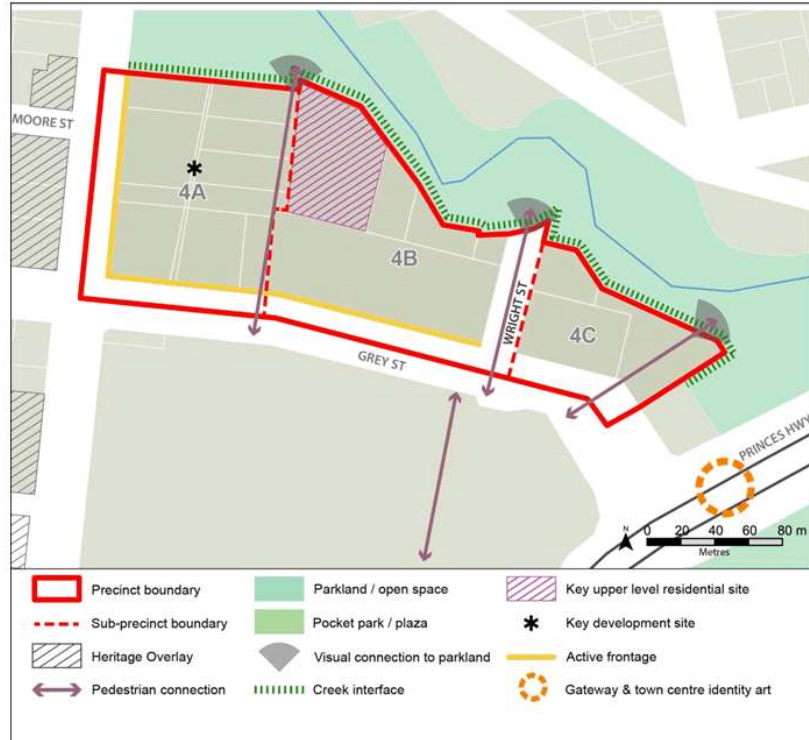 MOORE ST
4A
4B
WRIGHT ST
4C
GREY ST
PRINCES HWY
N
0 20 40 60 80 m
Metres
Precinct boundary
Parkland / open space
Key upper level residential site
Sub-precinct boundary
Pocket park / plaza
Key development site
Heritage Overlay
Visual connection to parkland
Active frontage
Pedestrian connection
Creek interface
Gateway & town centre identity art